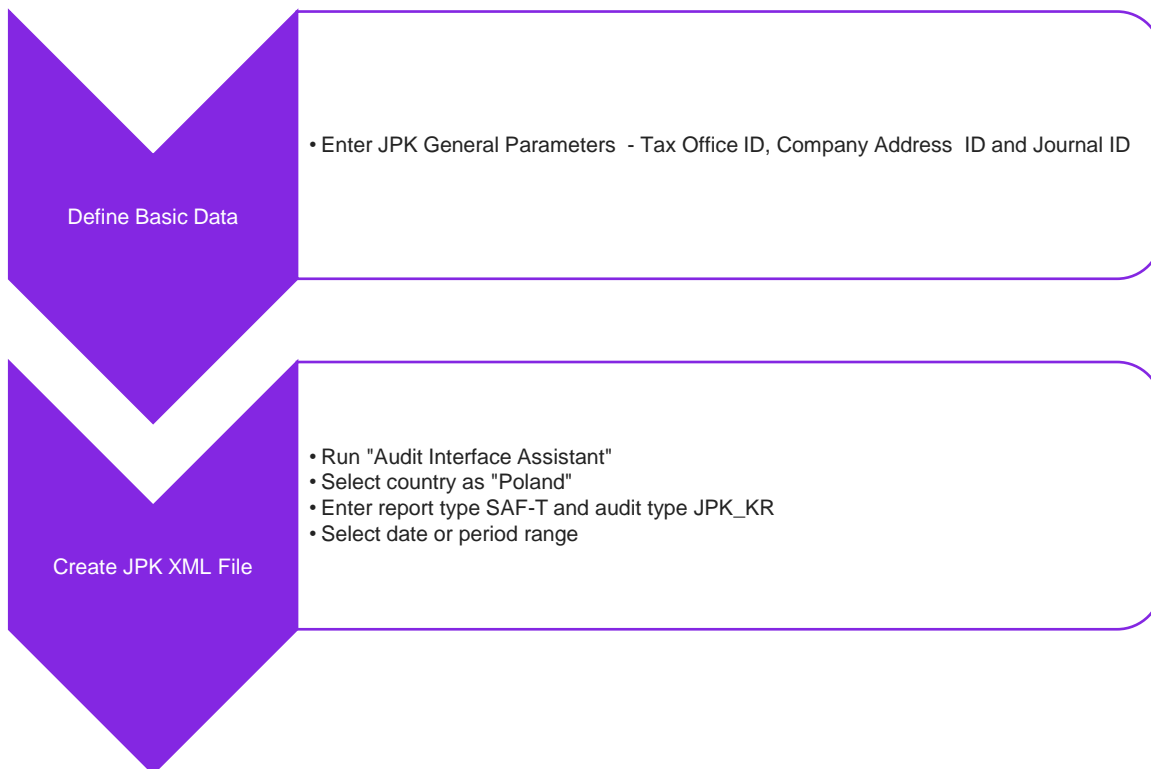 Define Basic Data
• Enter JPK General Parameters  - Tax Office ID, Company Address  ID and Journal ID
Create JPK XML File
• Run "Audit Interface Assistant"
• Select country as "Poland"
• Enter report type SAF-T and audit type JPK_KR
• Select date or period range